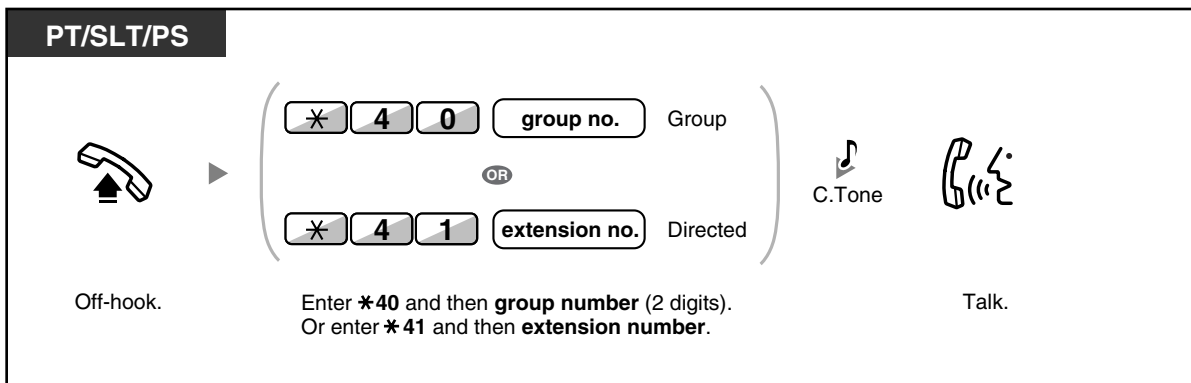 PT/SLT/PS
* 4 0 group no. Group
OR
* 4 1 extension no. Directed
C.Tone
Off-hook.
Enter *40 and then group number (2 digits).
Or enter *41 and then extension number.
Talk.